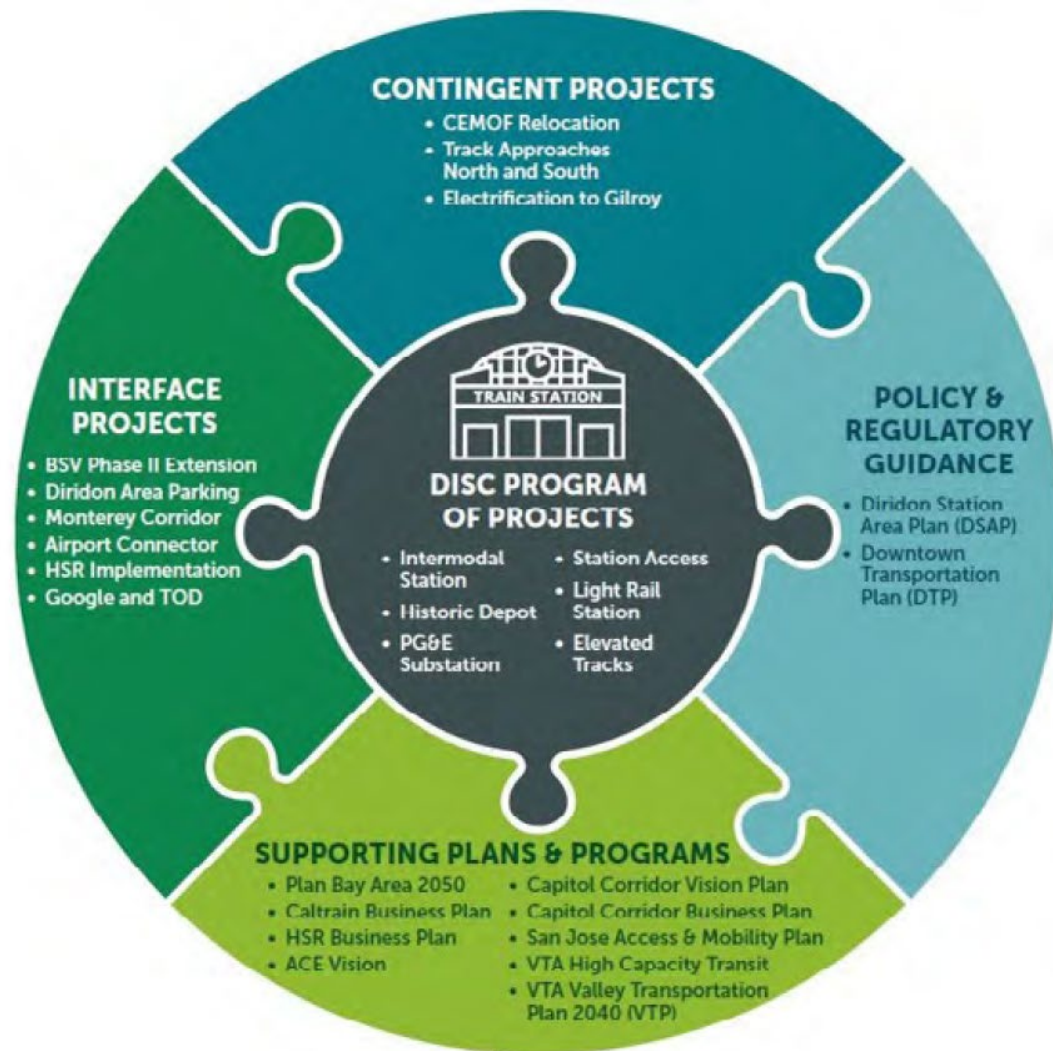 CONTINGENT PROJECTS
• CEMOF Relocation
• Track Approaches
North and South
• Electrification to Gilroy
INTERFACE
PROJECTS
• BSV Phase II Extension
• Diridon Area Parking
• Monterey Corridor
• Airport Connector
• HSR Implementation
• Google and TOD
TRAIN STATION
DISC PROGRAM
OF PROJECTS
• Intermodal
Station
• Historic Depot
• PG&E
Substation
• Station Access
• Light Rail
Station
• Elevated
Tracks
POLICY &
REGULATORY
GUIDANCE
• Diridon Station
Area Plan (DSAP)
• Downtown
Transportation
Plan (DTP)
SUPPORTING PLANS & PROGRAMS
• Plan Bay Area 2050
• Caltrain Business Plan
• HSR Business Plan
• ACE Vision
• Capitol Corridor Vision Plan
• Capitol Corridor Business Plan
• San Jose Access & Mobility Plan
• VTA High Capacity Transit
• VTA Valley Transportation
Plan 2040 (VTP)